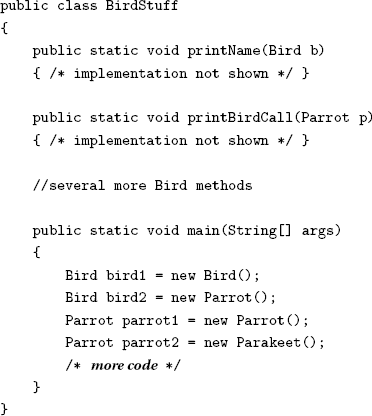 public class BirdStuff
{
    public static void printName(Bird b)
    { /* implementation not shown */ }

    public static void printBirdCall(Parrot p)
    { /* implementation not shown */ }

    //several more Bird methods

    public static void main(String[] args)
    {
        Bird bird1 = new Bird();
        Bird bird2 = new Parrot();
        Parrot parrot1 = new Parrot();
        Parrot parrot2 = new Parakeet();
        /* more code */
    }
}